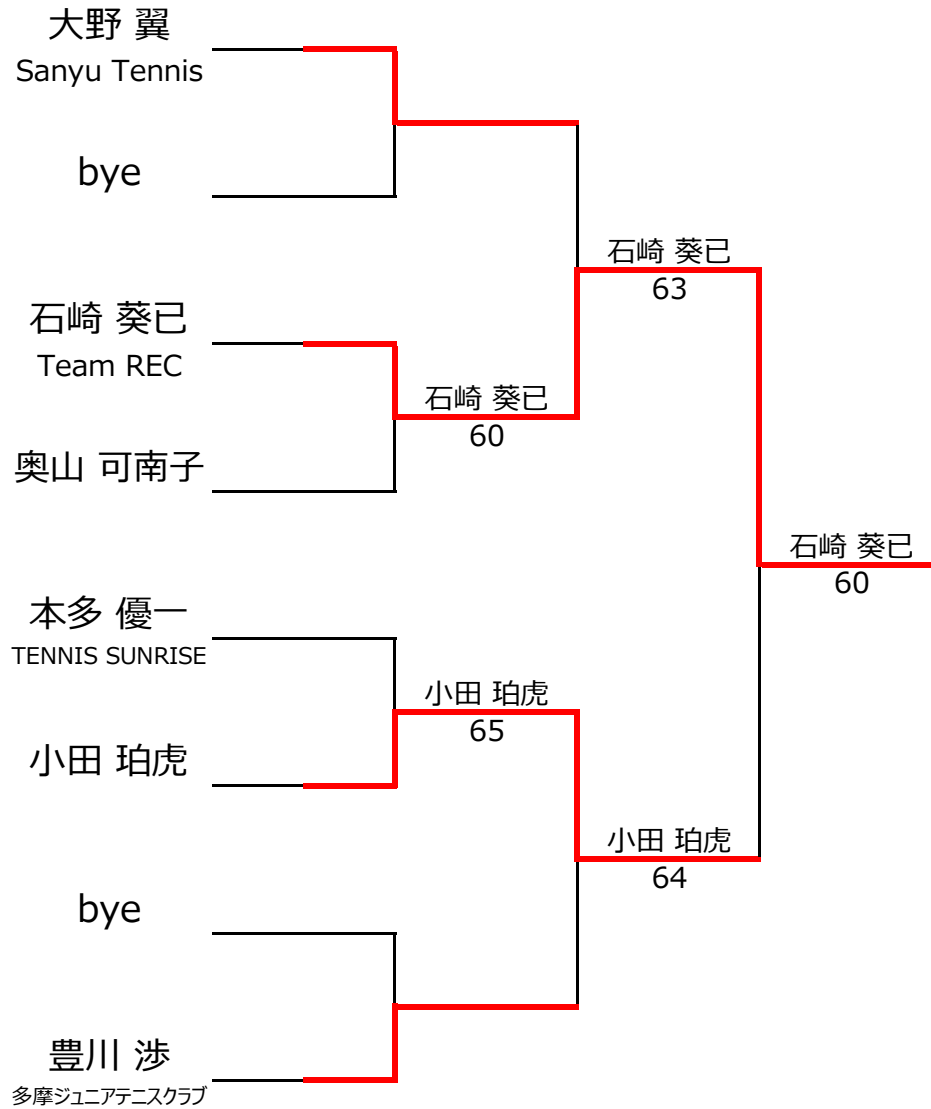 大野 翼
Sanyu Tennis
bye
石崎 葵已
63
石崎 葵已
Team REC
石崎 葵已
60
奥山 可南子
石崎 葵已
60
本多 優一
TENNIS SUNRISE
小田 珀虎
65
小田 珀虎
小田 珀虎
64
bye
豊川 渉
多摩ジュニアテニスクラブ